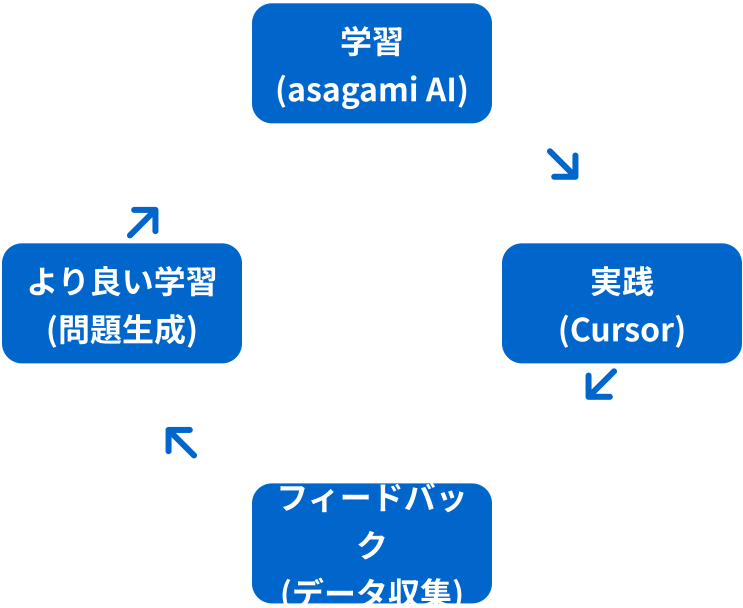 学習
(asagami AI)
実践
(Cursor)
フィードバッ
ク
(データ収集)
より良い学習
(問題生成)